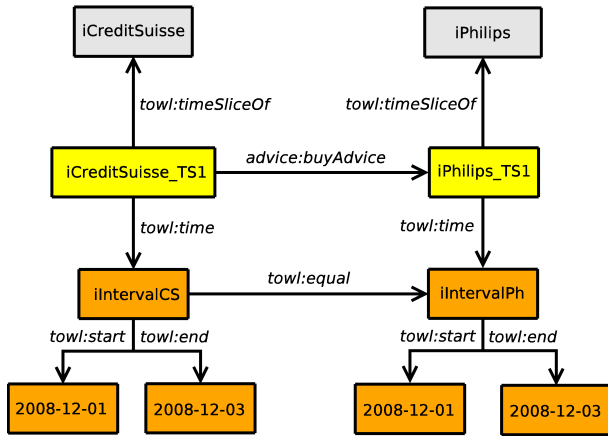 iCreditSuisse
iPhilips
towl:timeSliceOf
towl:timeSliceOf
advice:buyAdvice
iCreditSuisse_TS1
iPhilips_TS1
towl:time
towl:time
towl:equal
iIntervalCS
iIntervalPh
towl:start
towl:end
towl:start
towl:end
2008-12-01
2008-12-03
2008-12-01
2008-12-03